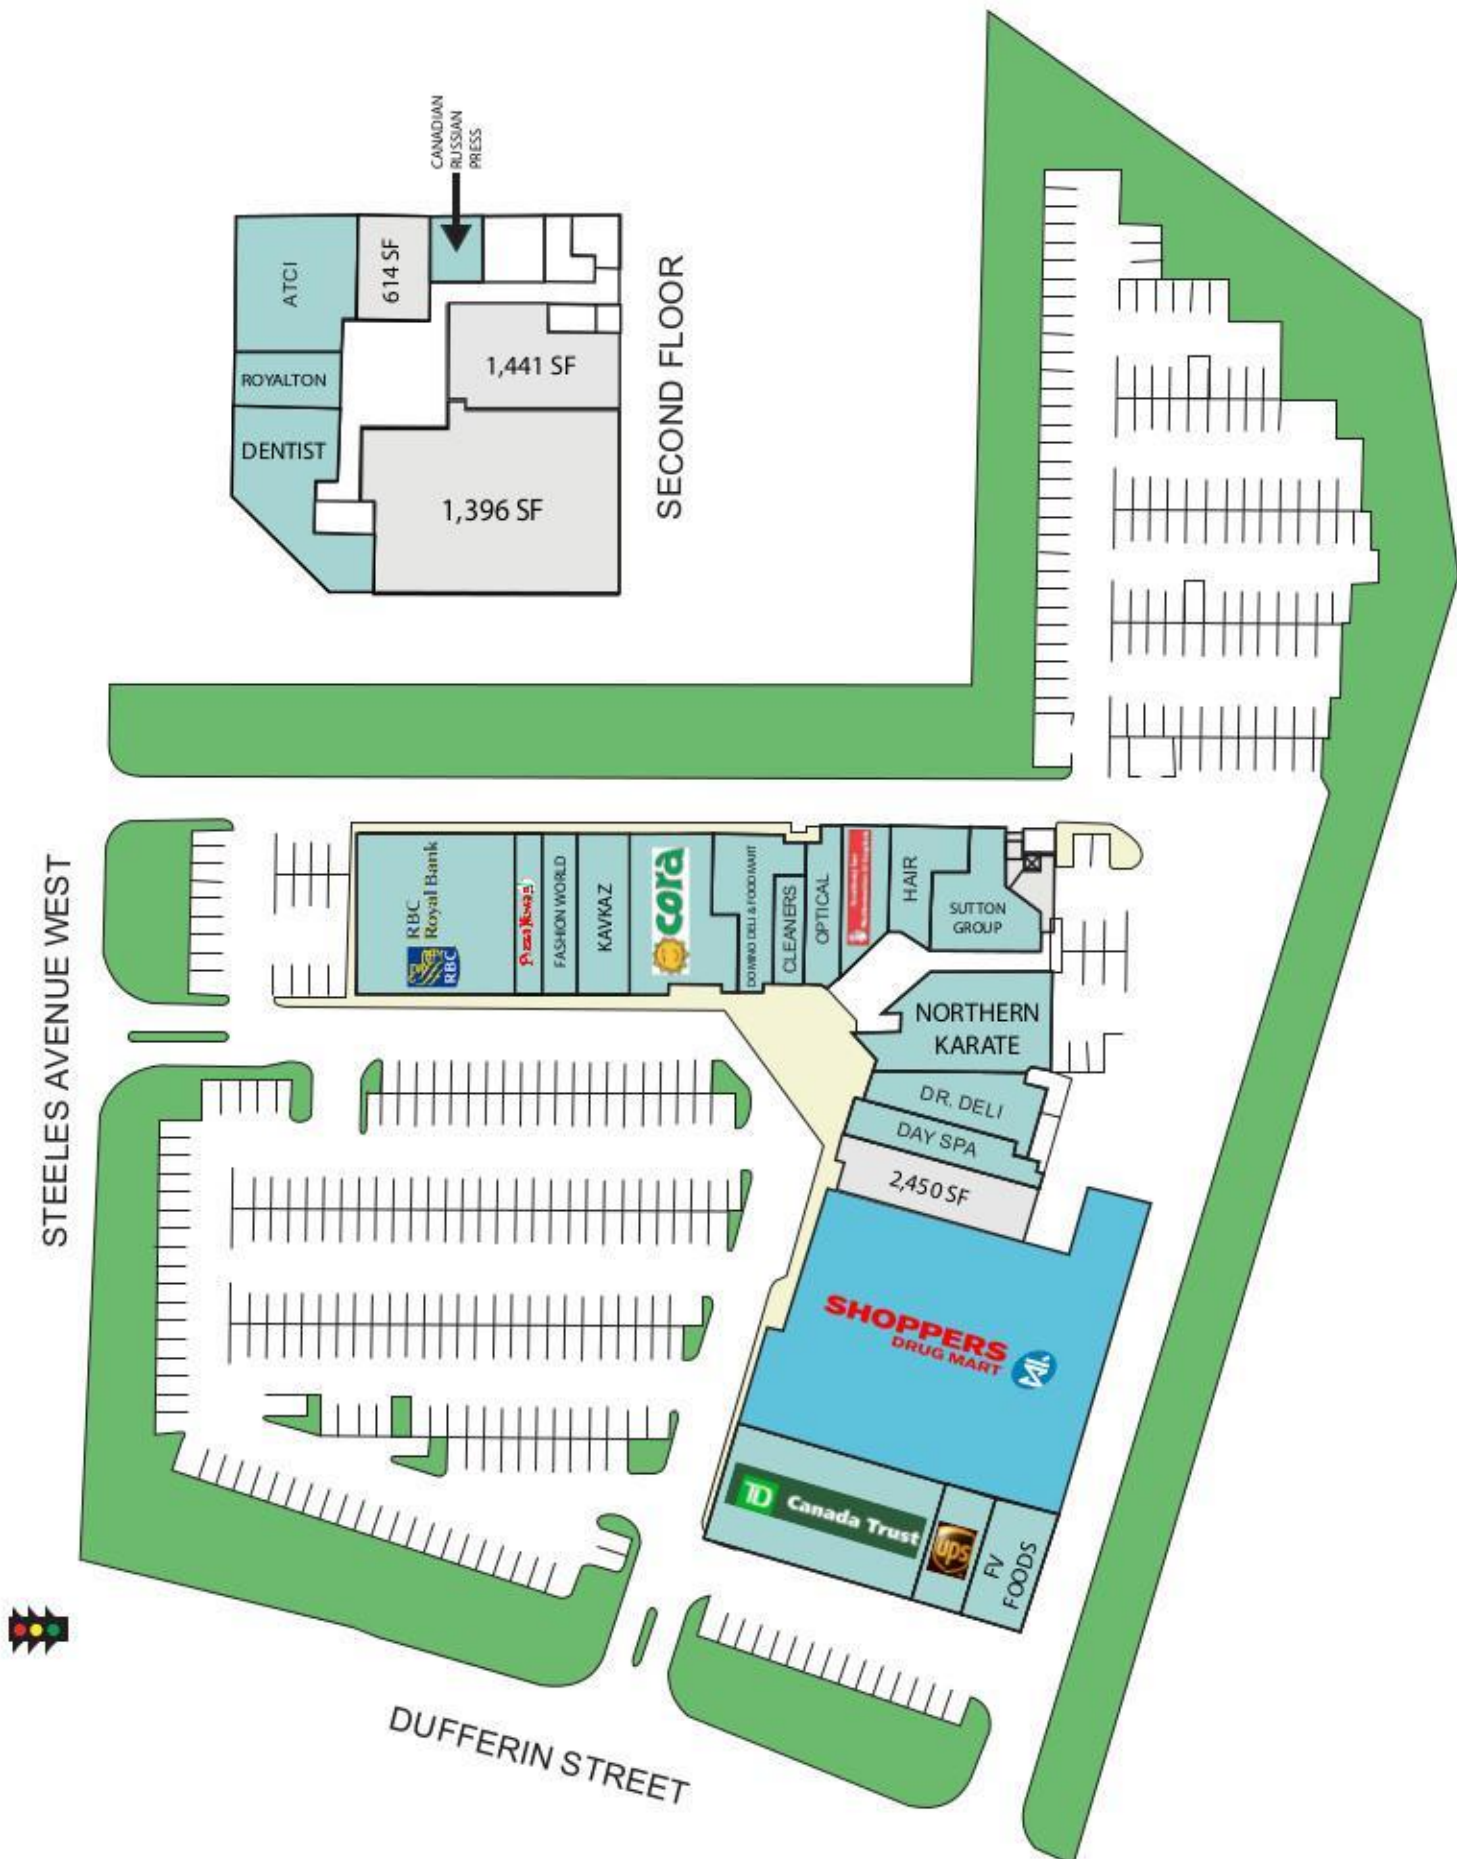 CANADIAN
RUSSIAN
PRESS
ATCI
614 SF
ROYALTON
1,441 SF
DENTIST
1,396 SF
SECOND FLOOR
STEELES AVENUE WEST
RBC
Royal Bank
RBC
Pizza Nova
FASHION WORLD
KAVKAZ
cora
DOMINO DELI & FOOD MART
CLEANERS
OPTICAL
HAIR
SUTTON
GROUP
NORTHERN
KARATE
DR. DELI
DAY SPA
2,450 SF
SHOPPERS
DRUG MART
TD Canada Trust
ups
FV
FOODS
DUFFERIN STREET